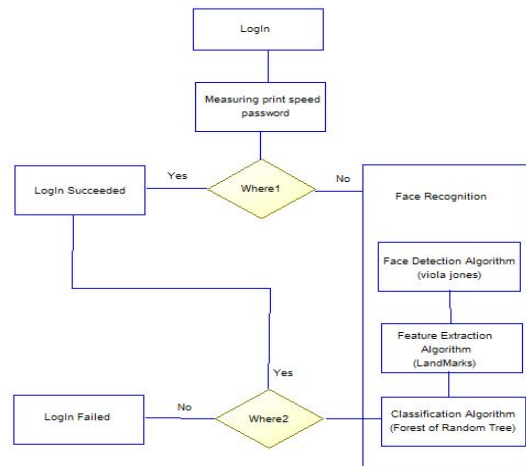 LogIn
Measuring print speed
password
Yes
Where1
No
LogIn Succeeded
Face Recognition
Face Detection Algorithm
(viola jones)
Feature Extraction
Algorithm
(LandMarks)
Yes
LogIn Failed
No
Where2
Classification Algorithm
(Forest of Random Tree)